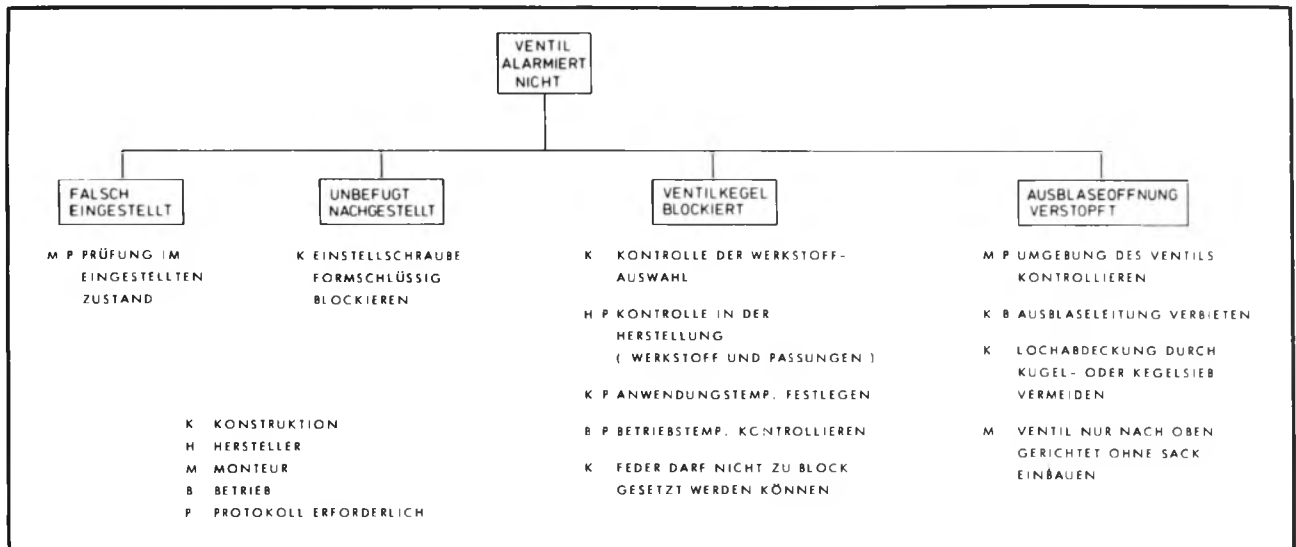 VENTIL
ALARMIERT
NICHT
FALSCH
EINGESTELLT
M P PRÜFUNG IM
EINGESTELLTEN
ZUSTAND
UNBEFUGT
NACHGESTELLT
K EINSTELLSCHRAUBE
FORMSCHLÜSSIG
BLOCKIEREN
VENTILKEGEL
BLOCKIERT
K KONTROLLE DER WERKSTOFF-
AUSWAHL
H P KONTROLLE IN DER
HERSTELLUNG
( WERKSTOFF UND PASSUNGEN )
K P ANWENDUNGSTEMP. FESTLEGEN
B P BETRIEBSTEMP. KONTROLLIEREN
K FEDER DARF NICHT ZU BLOCK
GESETZT WERDEN KÖNNEN
AUSBLASEOFFNUNG
VERSTOPFT
M P UMGEBUNG DES VENTILS
KONTROLLIEREN
K B AUSBLASELEITUNG VERBIETEN
K LOCHABDECKUNG DURCH
KUGEL- ODER KEGELSIEB
VERMEIDEN
M VENTIL NUR NACH OBEN
GERICHTET OHNE SACK
EINBAUEN
K KONSTRUKTION
H HERSTELLER
M MONTEUR
B BETRIEB
P PROTOKOLL ERFORDERLICH